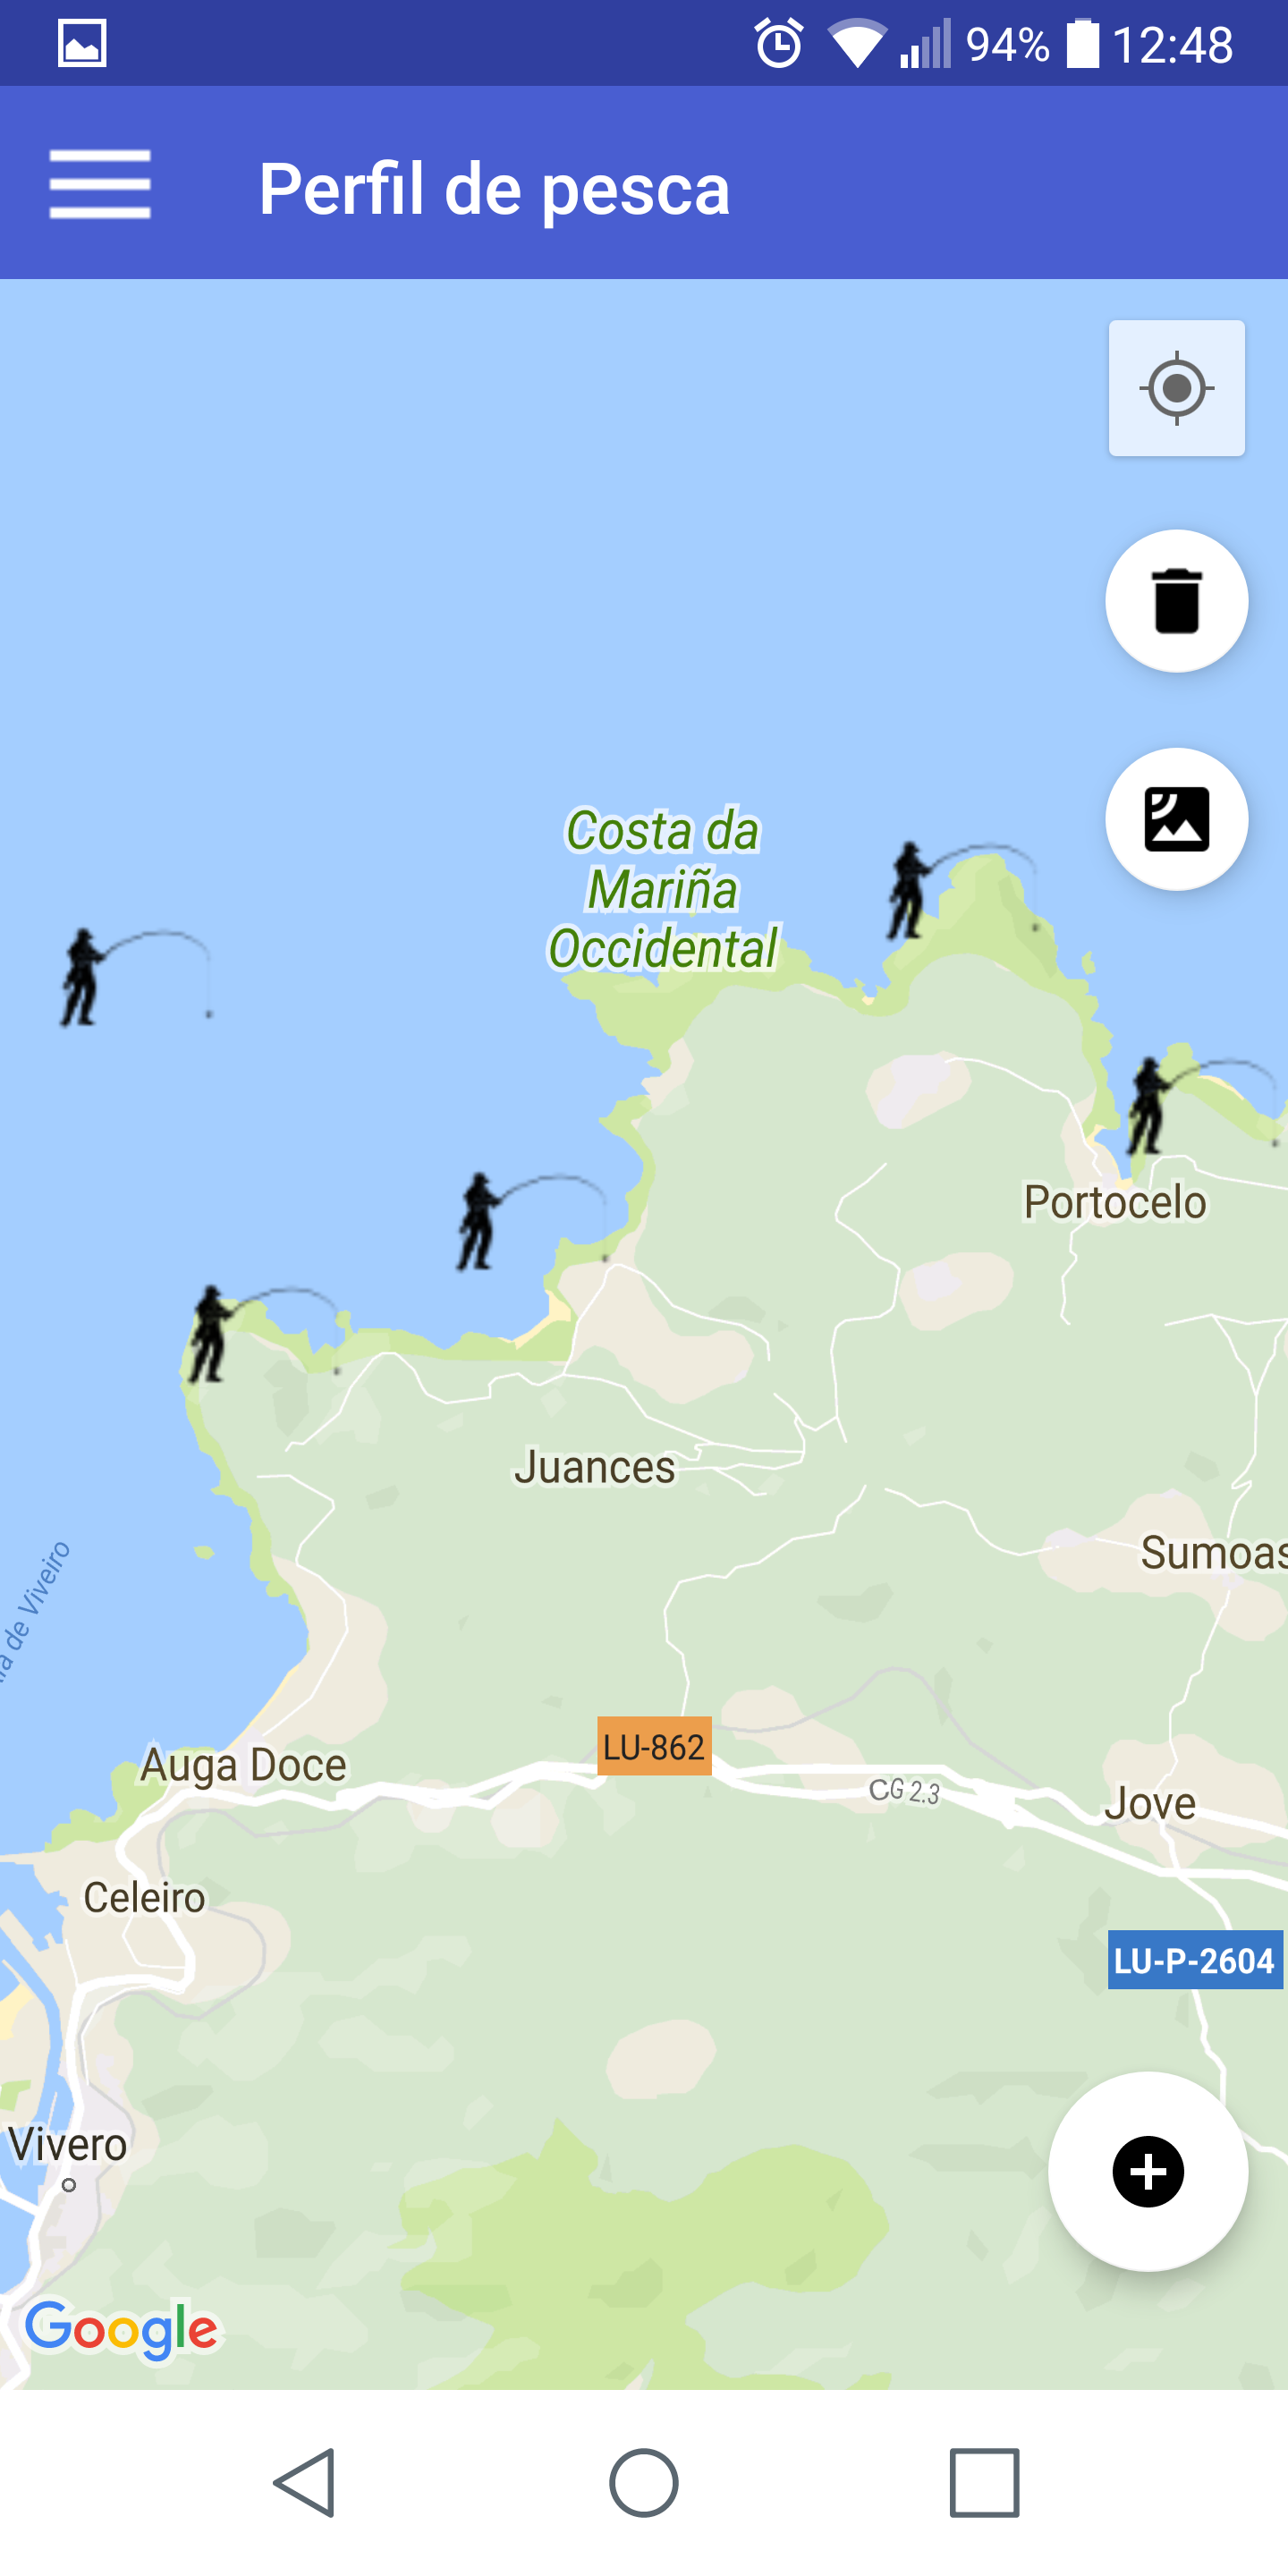 94% 12:48
Perfil de pesca
Costa da
Mariña
Occidental
Portocelo
Juances
Sumoas
de Viveiro
LU-862
Auga Doce
CG 2.3
Jove
Celeiro
LU-P-2604
Vivero
Google